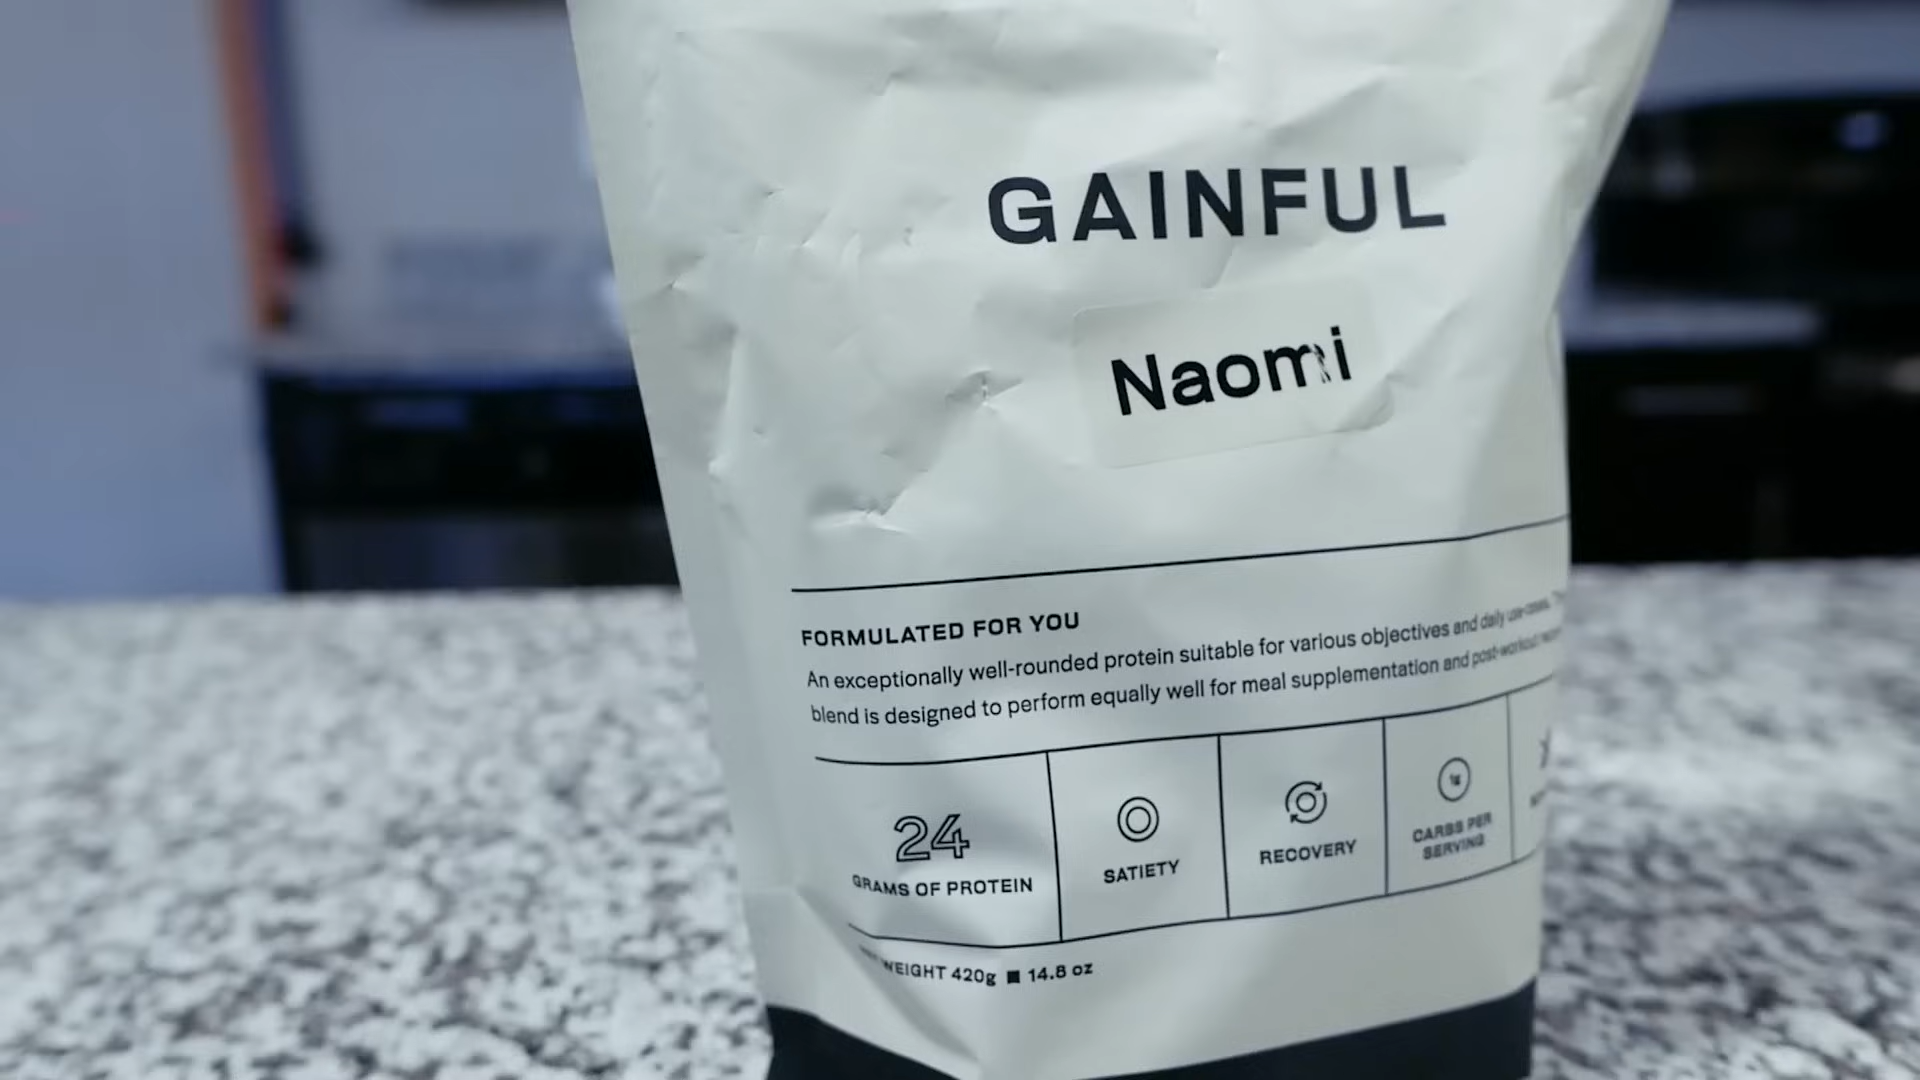 GAINFUL
Naomi
FORMULATED FOR YOU
An exceptionally well-rounded protein suitable for various objectives and daily use-cases.
blend is designed to perform equally well for meal supplementation and post-workout
24
GRAMS OF PROTEIN
SATIETY
RECOVERY
CARBS PER
SERVING
WEIGHT 420g ■ 14.8 oz